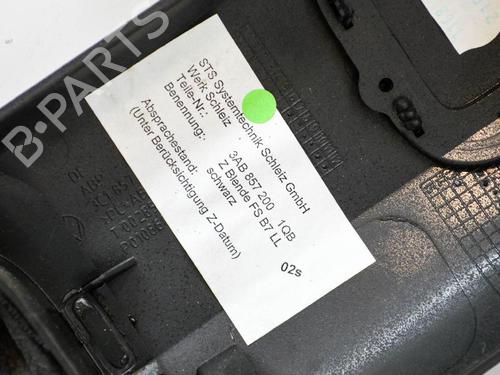 B-PARTS
STS Systemtechnik Schleiz GmbH
Werk Schleiz
Teile-Nr.: 3AB 857 200 1QB
Benennung: Z Blende FS B7 LL
schwarz
Absprachestand: 02s
(Unter Berücksichtigung Z-Datum)